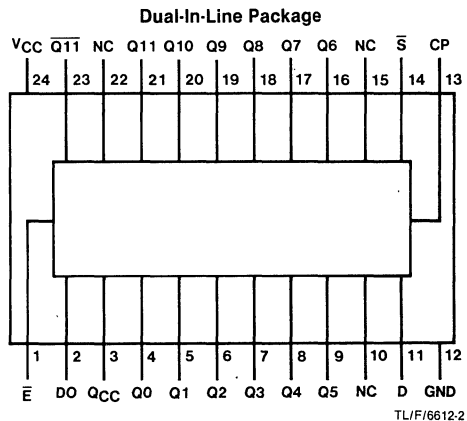 Dual-In-Line Package
VCC Q̅1̅1̅ NC Q11 Q10 Q9 Q8 Q7 Q6 NC S̅ CP
24 23 22 21 20 19 18 17 16 15 14 13
1 2 3 4 5 6 7 8 9 10 11 12
E̅ DO QCC Q0 Q1 Q2 Q3 Q4 Q5 NC D GND
TL/F/6612-2